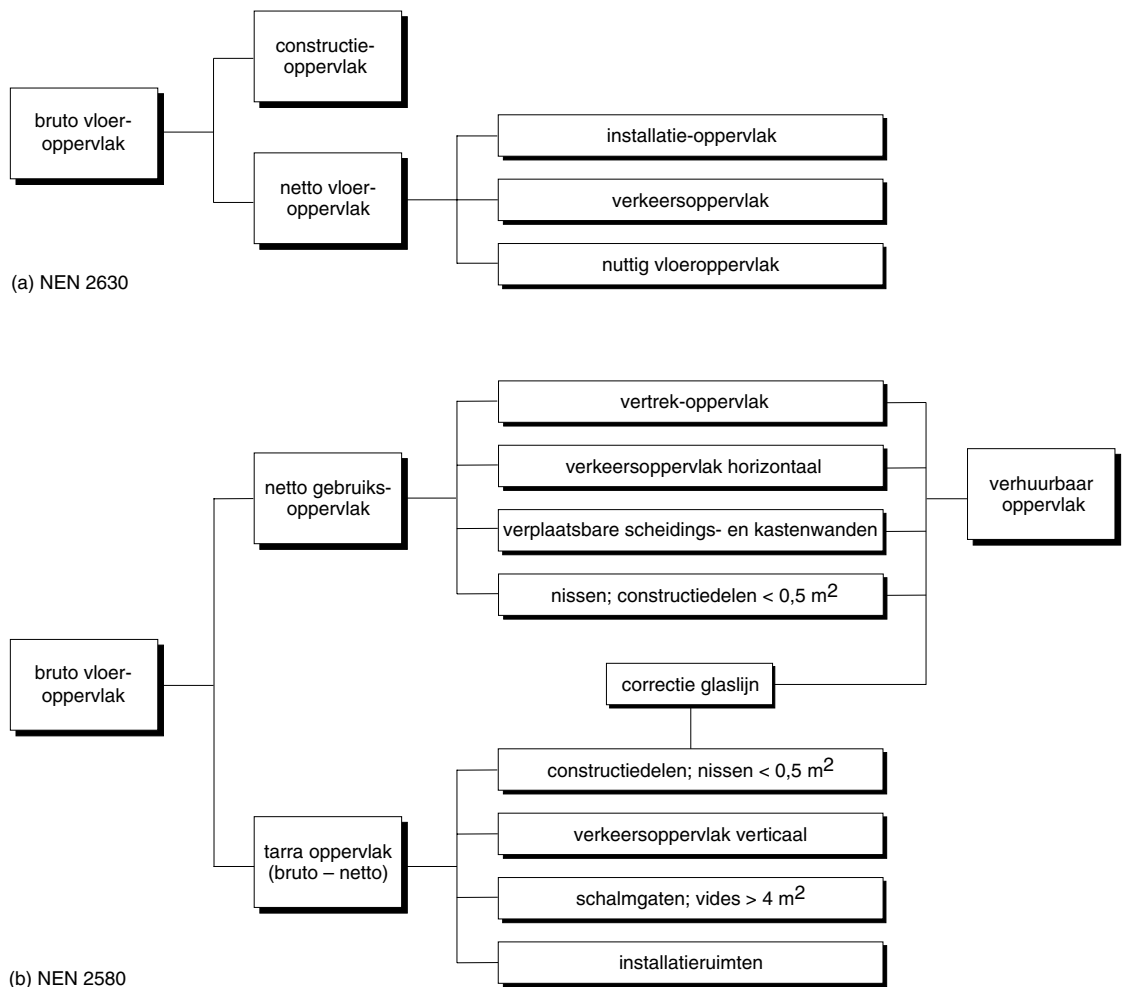 constructie-
oppervlak
bruto vloer-
oppervlak
installatie-oppervlak
netto vloer-
oppervlak
verkeersoppervlak
nuttig vloeroppervlak
(a) NEN 2630
vertrek-oppervlak
netto gebruiks-
oppervlak
verkeersoppervlak horizontaal
verhuurbaar
oppervlak
verplaatsbare scheidings- en kastenwanden
nissen; constructiedelen < 0,5 m²
bruto vloer-
oppervlak
correctie glaslijn
constructiedelen; nissen < 0,5 m²
tarra oppervlak
(bruto – netto)
verkeersoppervlak verticaal
schalmgaten; vides > 4 m²
installatieruimten
(b) NEN 2580